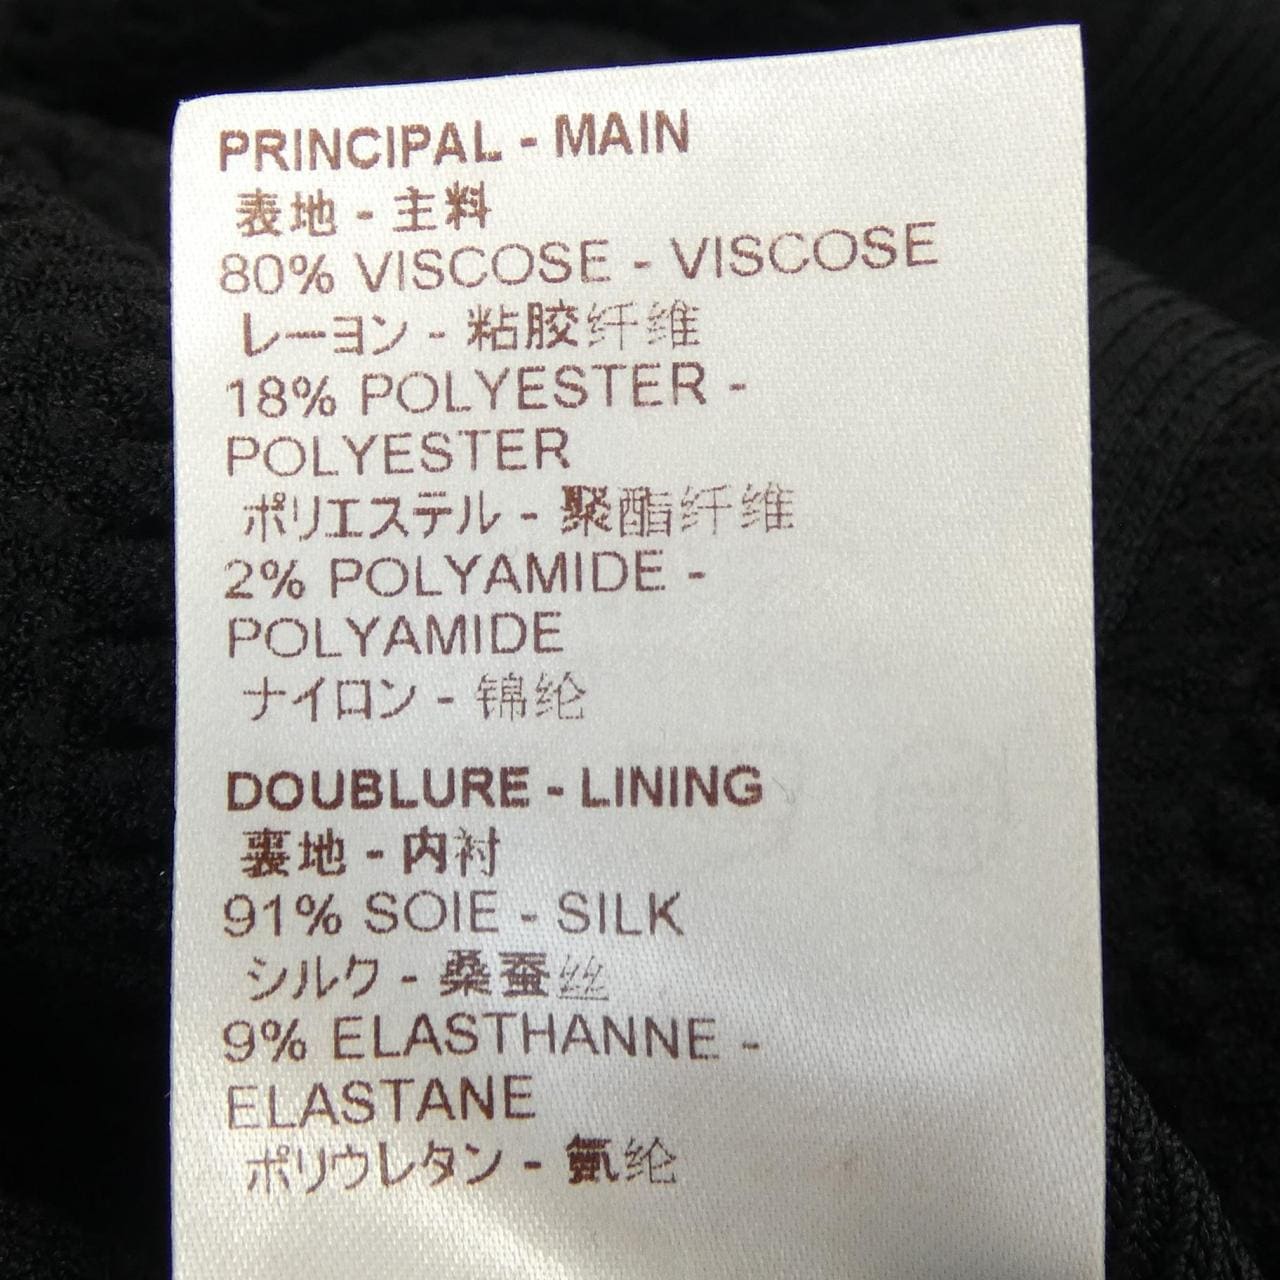 PRINCIPAL - MAIN
表地 - 主料
80% VISCOSE - VISCOSE
レーヨン - 粘胶纤维
18% POLYESTER -
POLYESTER
ポリエステル - 聚酯纤维
2% POLYAMIDE -
POLYAMIDE
ナイロン - 锦纶
DOUBLURE - LINING
裏地 - 内衬
91% SOIE - SILK
シルク - 桑蚕丝
9% ELASTHANNE -
ELASTANE
ポリウレタン - 氨纶